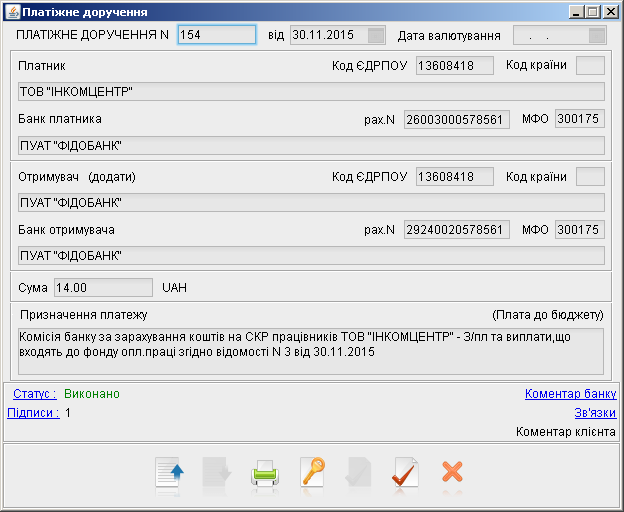 Платіжне доручення
ПЛАТІЖНЕ ДОРУЧЕННЯ N 154 від 30.11.2015 Дата валютування . .
Платник Код ЄДРПОУ 13608418 Код країни
ТОВ "ІНКОМЦЕНТР"
Банк платника рах.N 26003000578561 МФО 300175
ПУАТ "ФІДОБАНК"
Отримувач (додати) Код ЄДРПОУ 13608418 Код країни
ПУАТ "ФІДОБАНК"
Банк отримувача рах.N 29240020578561 МФО 300175
ПУАТ "ФІДОБАНК"
Сума 14.00 UAH
Призначення платежу (Плата до бюджету)
Комісія банку за зарахування коштів на СКР працівників ТОВ "ІНКОМЦЕНТР" - З/пл та виплати,що
входять до фонду опл.праці згідно відомості N 3 від 30.11.2015
Статус : Виконано Коментар банку
Підписи : 1 Зв'язки
Коментар клієнта